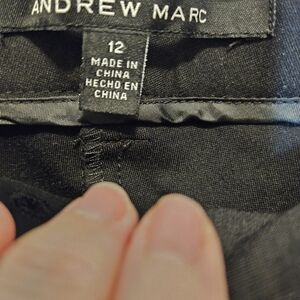 ANDREW MARC
12
MADE IN
CHINA
HECHO EN
CHINA